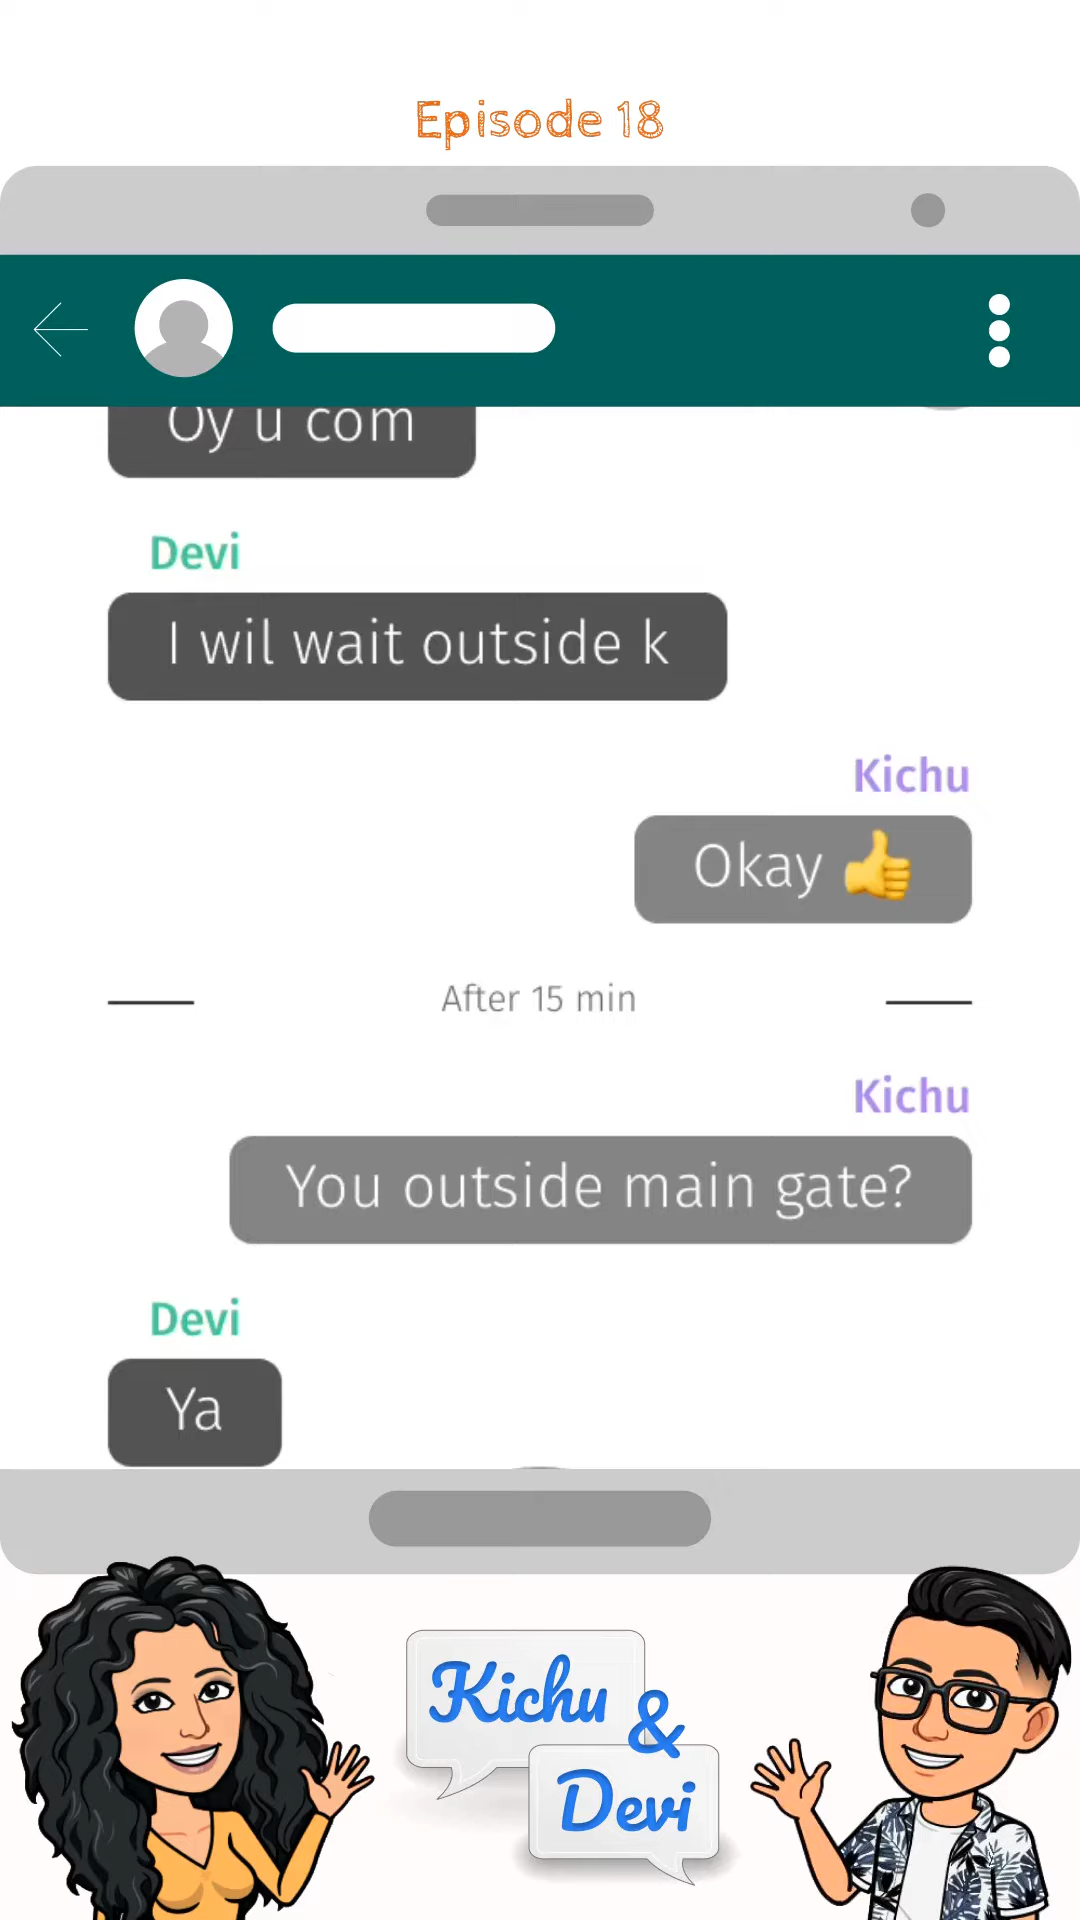 Episode 18
Oy u com
Devi
I wil wait outside k
Kichu
Okay 👍
After 15 min
Kichu
You outside main gate?
Devi
Ya
Kichu
&
Devi